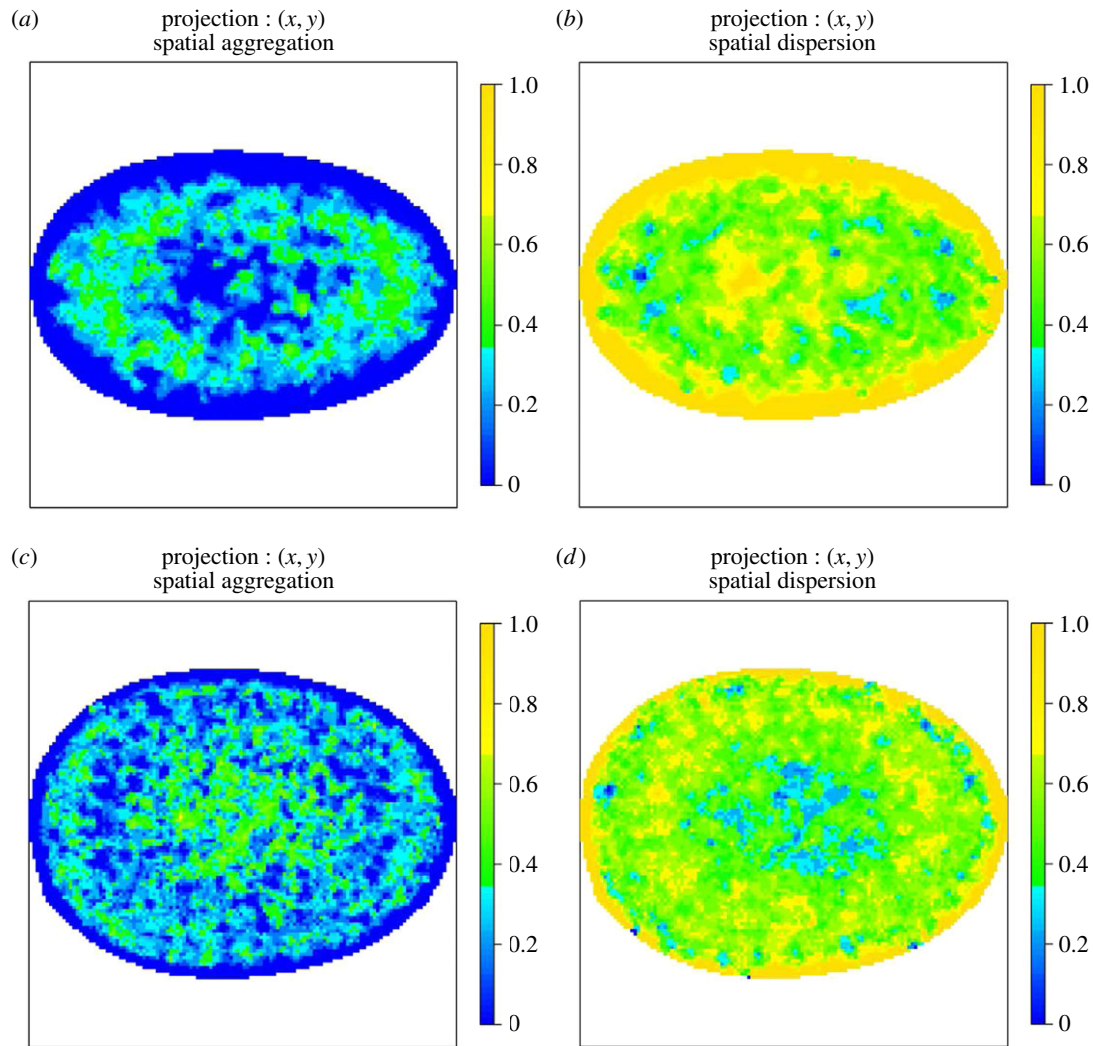 (a)
projection : (x, y)
spatial aggregation
1.0
0.8
0.6
0.4
0.2
0
(b)
projection : (x, y)
spatial dispersion
1.0
0.8
0.6
0.4
0.2
0
(c)
projection : (x, y)
spatial aggregation
1.0
0.8
0.6
0.4
0.2
0
(d)
projection : (x, y)
spatial dispersion
1.0
0.8
0.6
0.4
0.2
0